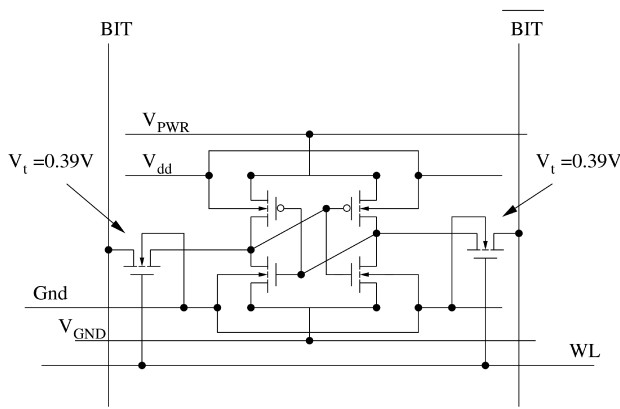 BIT
BIT
V_PWR
V_t =0.39V
V_dd
V_t =0.39V
Gnd
V_GND
WL